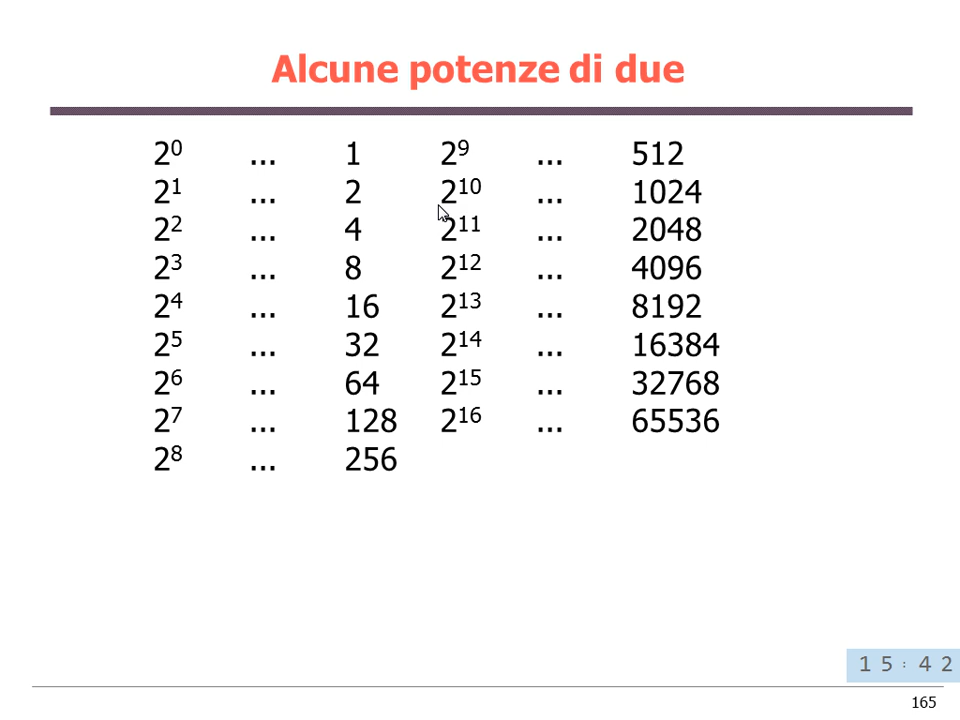 Alcune potenze di due
2⁰ ... 1 2⁹ ... 512
2¹ ... 2 2¹⁰ ... 1024
2² ... 4 2¹¹ ... 2048
2³ ... 8 2¹² ... 4096
2⁴ ... 16 2¹³ ... 8192
2⁵ ... 32 2¹⁴ ... 16384
2⁶ ... 64 2¹⁵ ... 32768
2⁷ ... 128 2¹⁶ ... 65536
2⁸ ... 256
15:42
165